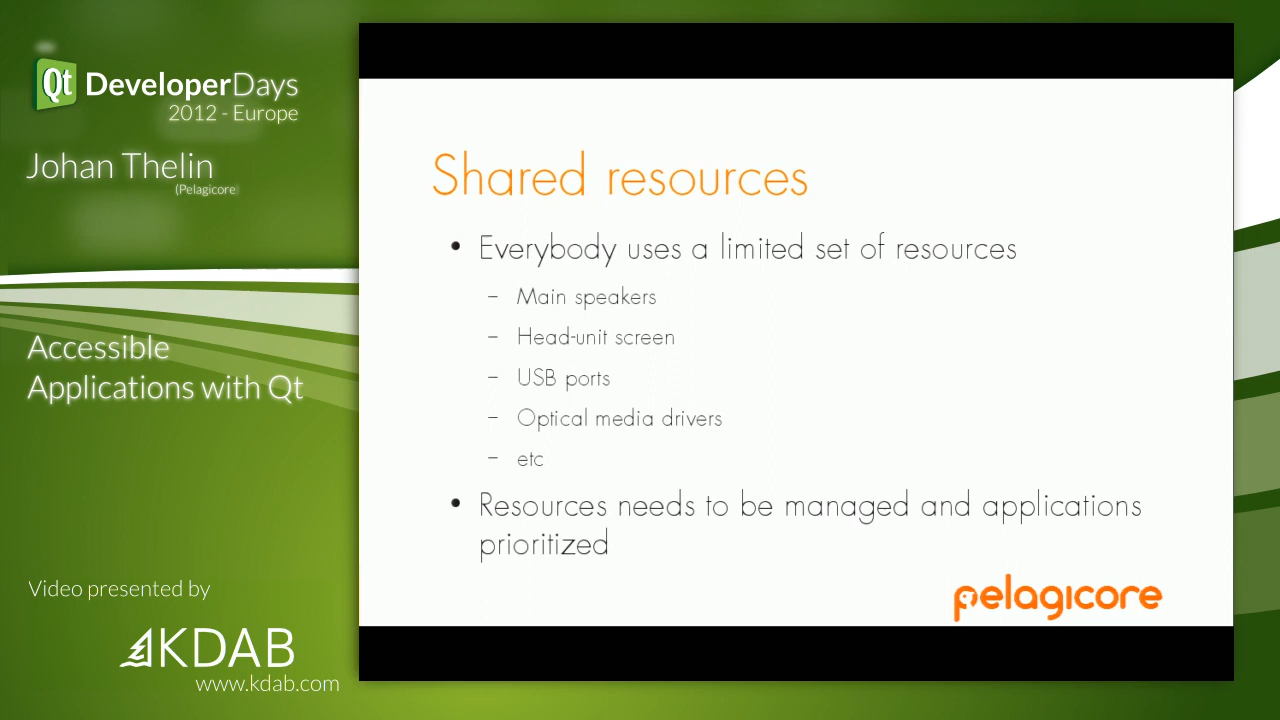 Qt DeveloperDays
2012 - Europe
Johan Thelin
(Pelagicore)
Accessible
Applications with Qt
Video presented by
KDAB
www.kdab.com
Shared resources
• Everybody uses a limited set of resources
– Main speakers
– Head-unit screen
– USB ports
– Optical media drivers
– etc
• Resources needs to be managed and applications
prioritized
pelagicore